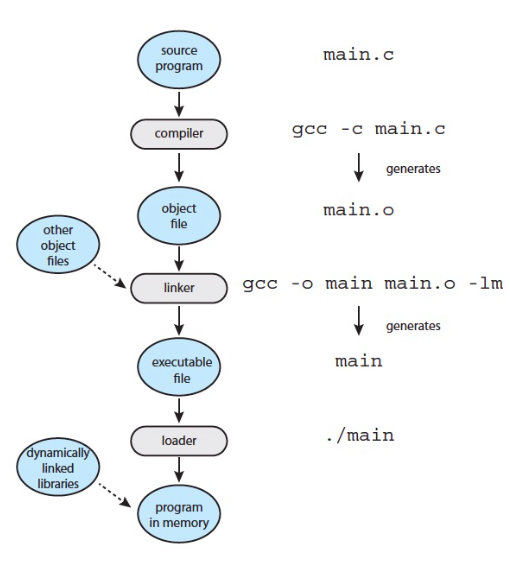 source
program
main.c
compiler
gcc -c main.c
generates
object
file
main.o
other
object
files
linker
gcc -o main main.o -lm
generates
executable
file
main
loader
./main
dynamically
linked
libraries
program
in memory